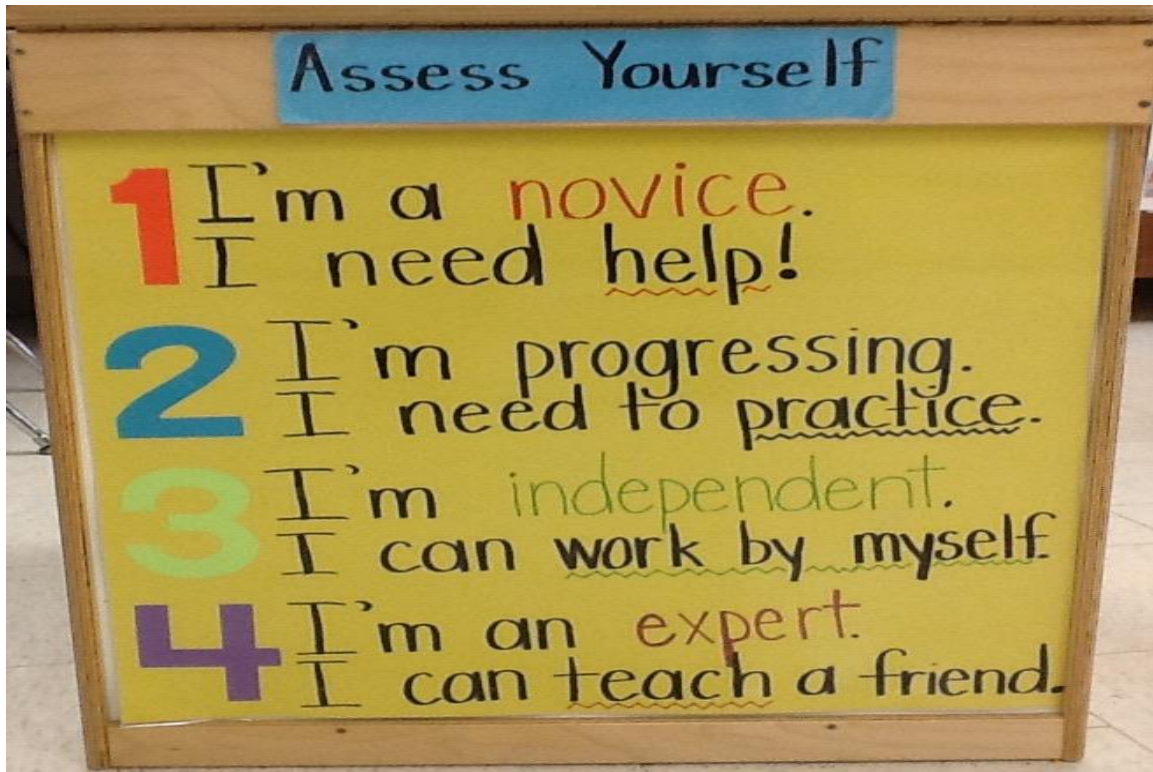 Assess Yourself
1 I'm a novice.
I need help!
2 I'm progressing.
I need to practice.
3 I'm independent.
I can work by myself.
4 I'm an expert.
I can teach a friend.